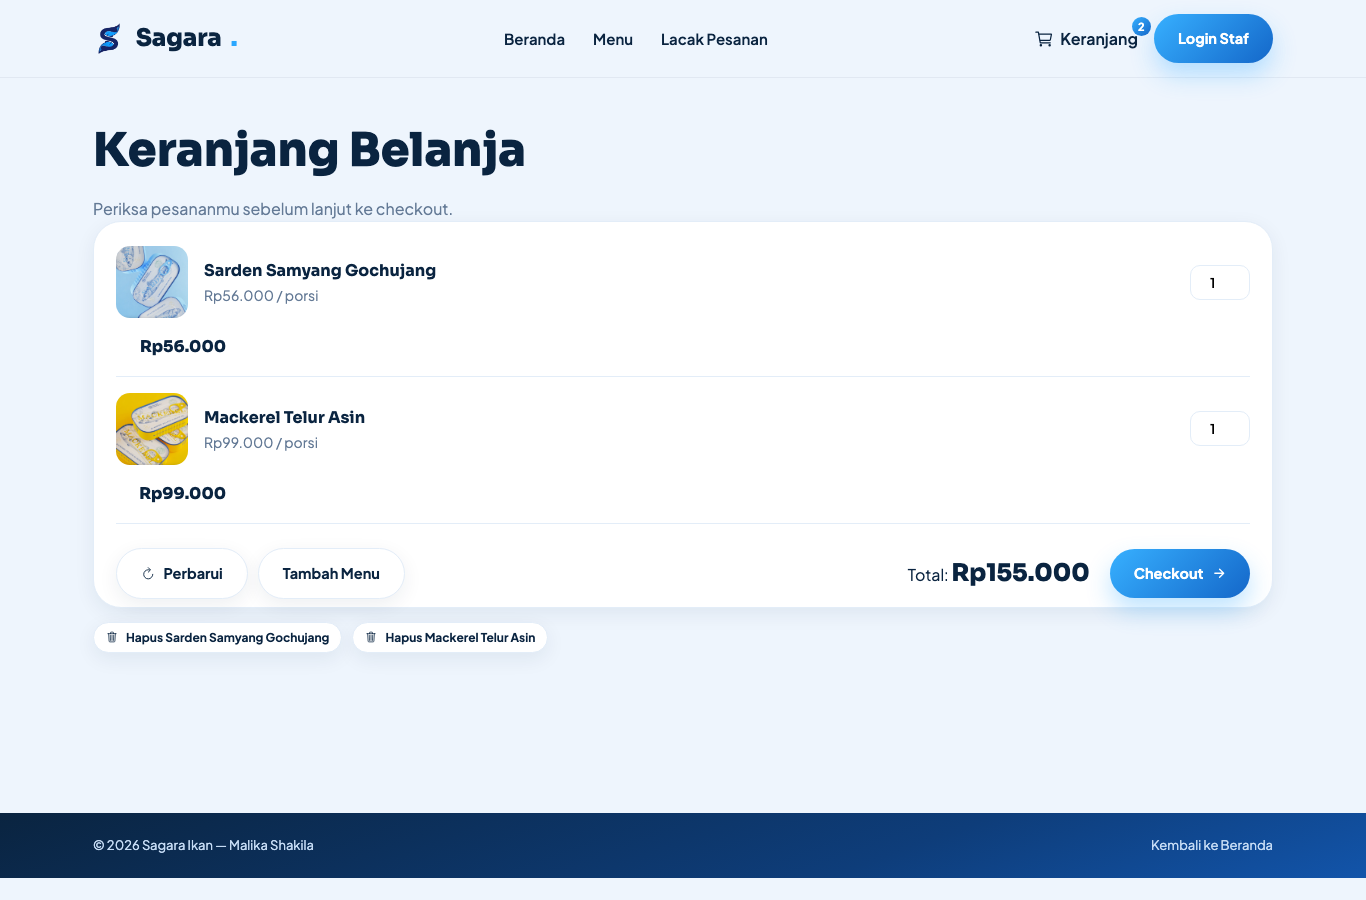 Sagara .
Beranda Menu Lacak Pesanan
Keranjang 2
Login Staf
Keranjang Belanja
Periksa pesananmu sebelum lanjut ke checkout.
Sarden Samyang Gochujang
Rp56.000 / porsi
1
Rp56.000
Mackerel Telur Asin
Rp99.000 / porsi
1
Rp99.000
Perbarui
Tambah Menu
Total: Rp155.000
Checkout →
Hapus Sarden Samyang Gochujang
Hapus Mackerel Telur Asin
© 2026 Sagara Ikan — Malika Shakila
Kembali ke Beranda